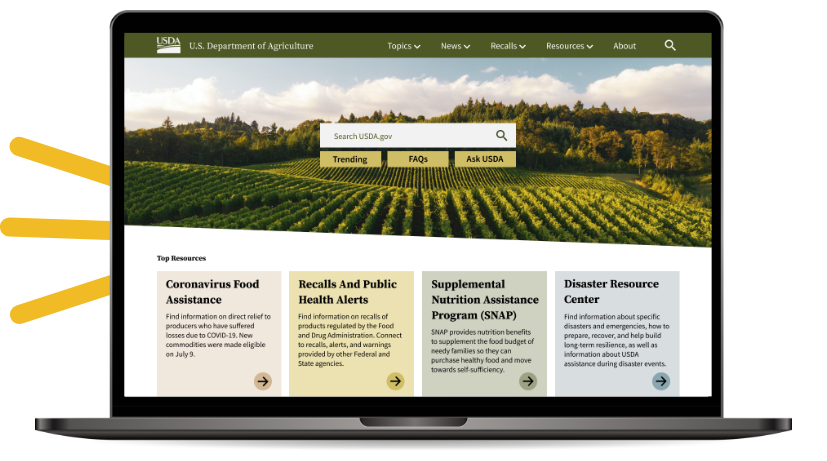 USDA
U.S. Department of Agriculture
Topics
News
Recalls
Resources
About
Search USDA.gov
Trending
FAQs
Ask USDA
Top Resources
Coronavirus Food
Assistance
Find information on direct relief to
producers who have suffered
losses due to COVID-19. New
commodities were made eligible
on July 9.
Recalls And Public
Health Alerts
Find information on recalls of
products regulated by the Food
and Drug Administration. Connect
to recalls, alerts, and warnings
provided by other Federal and
State agencies.
Supplemental
Nutrition Assistance
Program (SNAP)
SNAP provides nutrition benefits
to supplement the food budget of
needy families so they can
purchase healthy food and move
towards self-sufficiency.
Disaster Resource
Center
Find information about specific
disasters and emergencies, how to
prepare, recover, and help build
long-term resilience, as well as
information about USDA
assistance during disaster events.